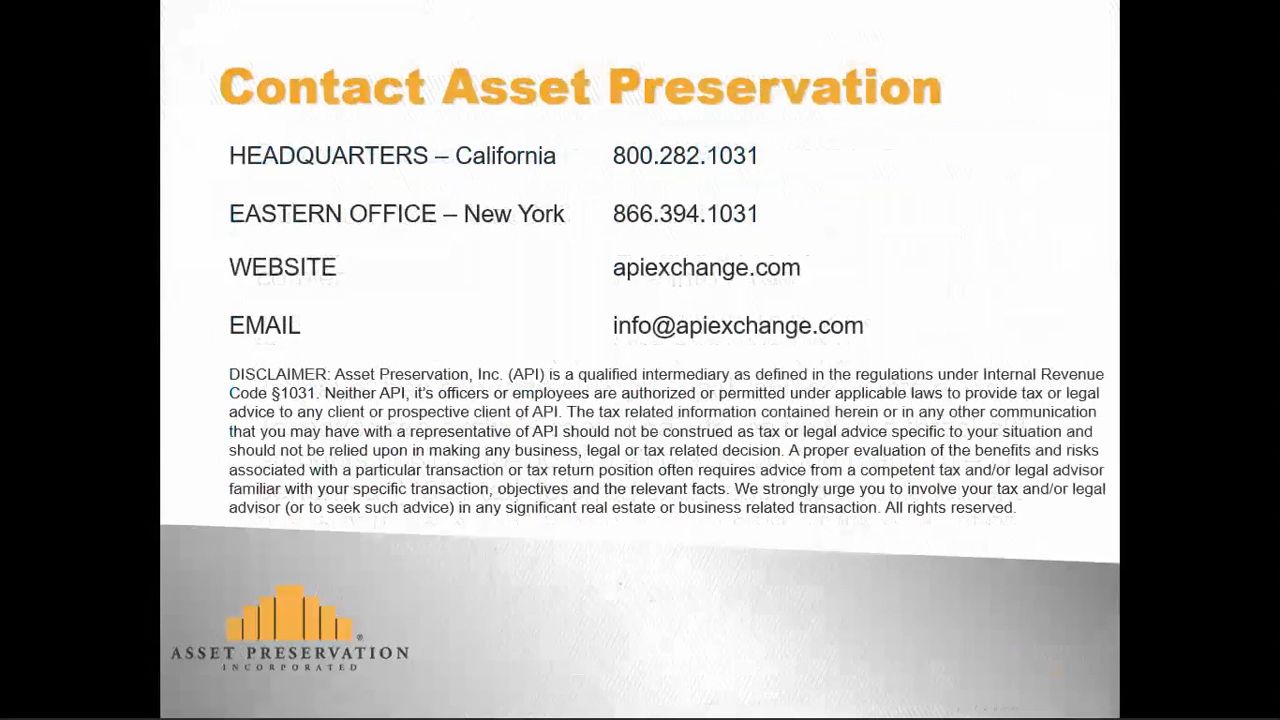 Contact Asset Preservation
HEADQUARTERS – California 800.282.1031
EASTERN OFFICE – New York 866.394.1031
WEBSITE apiexchange.com
EMAIL info@apiexchange.com
DISCLAIMER: Asset Preservation, Inc. (API) is a qualified intermediary as defined in the regulations under Internal Revenue
Code §1031. Neither API, it's officers or employees are authorized or permitted under applicable laws to provide tax or legal
advice to any client or prospective client of API. The tax related information contained herein or in any other communication
that you may have with a representative of API should not be construed as tax or legal advice specific to your situation and
should not be relied upon in making any business, legal or tax related decision. A proper evaluation of the benefits and risks
associated with a particular transaction or tax return position often requires advice from a competent tax and/or legal advisor
familiar with your specific transaction, objectives and the relevant facts. We strongly urge you to involve your tax and/or legal
advisor (or to seek such advice) in any significant real estate or business related transaction. All rights reserved.
®
ASSET PRESERVATION
INCORPORATED